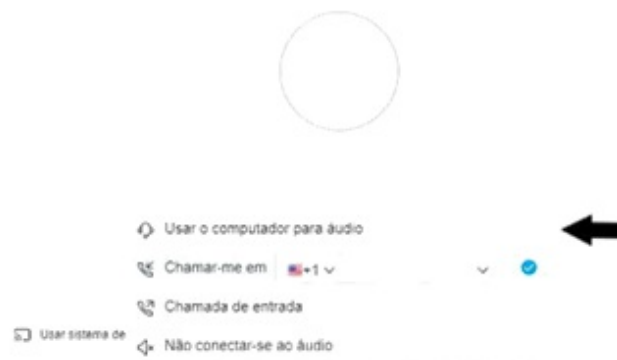 Usar o computador para áudio
Chamar-me em +1
Chamada de entrada
Usar sistema de
Não conectar-se ao áudio